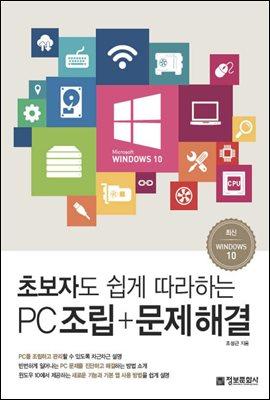 Microsoft
WINDOWS 10
CPU
최신
WINDOWS
10
초보자도 쉽게 따라하는
PC 조립+문제해결
조성근 지음
PC를 조립하고 관리할 수 있도록 차근차근 설명
빈번하게 일어나는 PC 문제를 진단하고 해결하는 방법 소개
윈도우 10에서 제공하는 새로운 기능과 기본 앱 사용 방법을 쉽게 설명
정보문화사